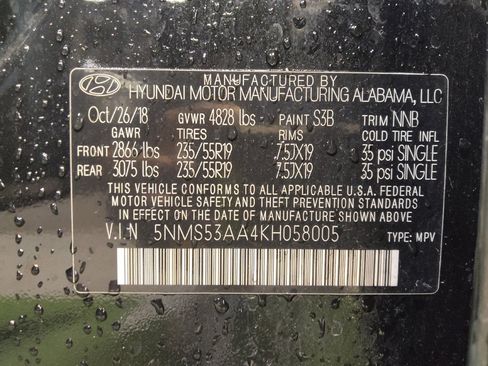 MANUFACTURED BY
HYUNDAI MOTOR MANUFACTURING ALABAMA, LLC
Oct/26/18 GVWR 4828 lbs PAINT S3B TRIM NNB
GAWR TIRES RIMS COLD TIRE INFL
FRONT 2866 lbs 235/55R19 7.57X19 35 psi SINGLE
REAR 3075 lbs 235/55R19 7.57X19 35 psi SINGLE
THIS VEHICLE CONFORMS TO ALL APPLICABLE U.S.A. FEDERAL
MOTOR VEHICLE SAFETY AND THEFT PREVENTION STANDARDS
IN EFFECT ON THE DATE OF MANUFACTURE SHOWN ABOVE
V.I.N 5NMS53AA4KH058005 TYPE: MPV